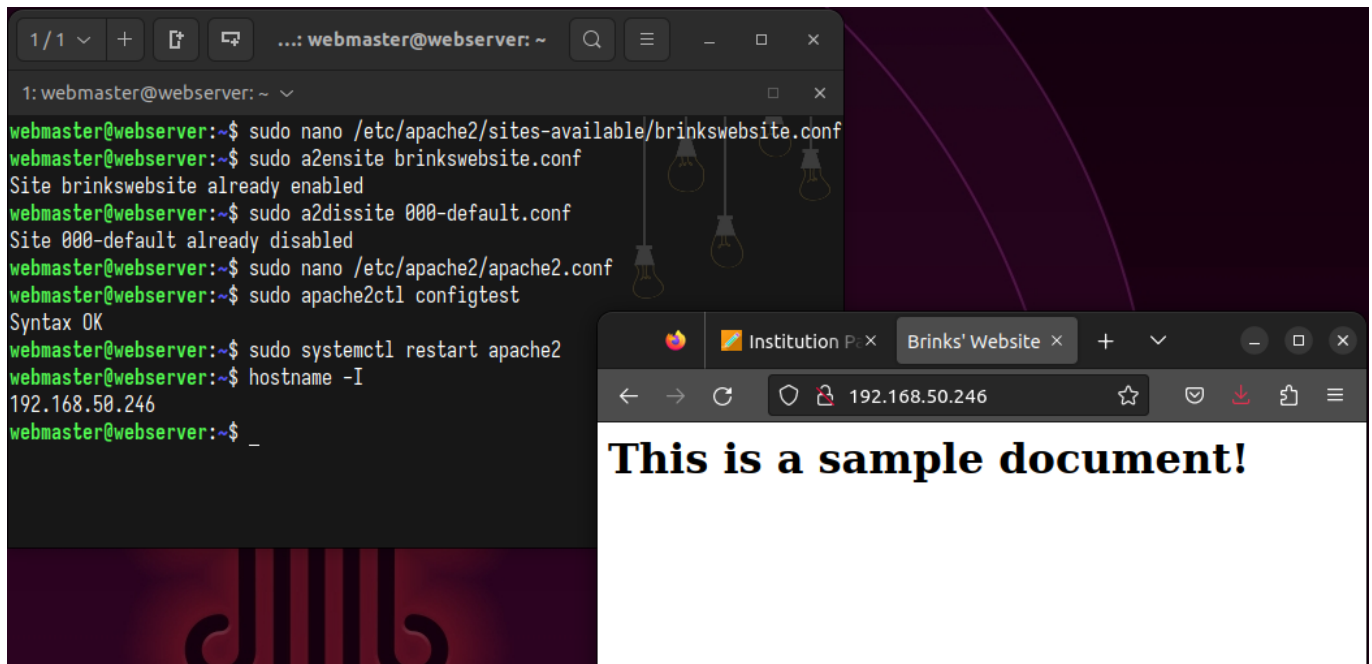 1/1
...: webmaster@webserver: ~
1: webmaster@webserver: ~
webmaster@webserver:~$ sudo nano /etc/apache2/sites-available/brinkswebsite.conf
webmaster@webserver:~$ sudo a2ensite brinkswebsite.conf
Site brinkswebsite already enabled
webmaster@webserver:~$ sudo a2dissite 000-default.conf
Site 000-default already disabled
webmaster@webserver:~$ sudo nano /etc/apache2/apache2.conf
webmaster@webserver:~$ sudo apache2ctl configtest
Syntax OK
webmaster@webserver:~$ sudo systemctl restart apache2
webmaster@webserver:~$ hostname -I
192.168.50.246
webmaster@webserver:~$ _
Institution Pa
Brinks' Website
192.168.50.246
This is a sample document!